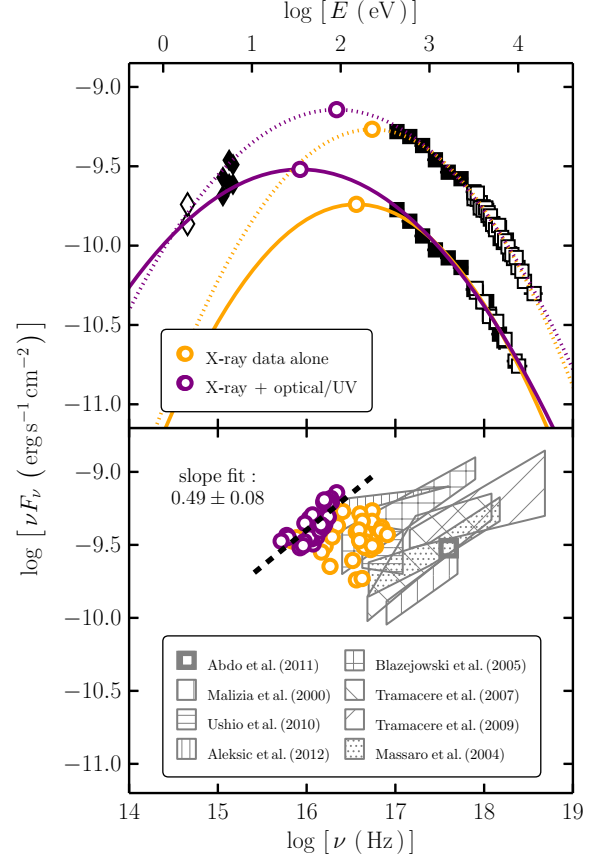 log [ E ( eV ) ]
0 1 2 3 4
−9.0
−9.5
−10.0
−10.5
−11.0
X-ray data alone
X-ray + optical/UV
log [ νFν ( erg s−1 cm−2 ) ]
slope fit :
0.49 ± 0.08
−9.0
−9.5
−10.0
−10.5
−11.0
Abdo et al. (2011)
Malizia et al. (2000)
Ushio et al. (2010)
Aleksic et al. (2012)
Blazejowski et al. (2005)
Tramacere et al. (2007)
Tramacere et al. (2009)
Massaro et al. (2004)
14 15 16 17 18 19
log [ ν ( Hz ) ]